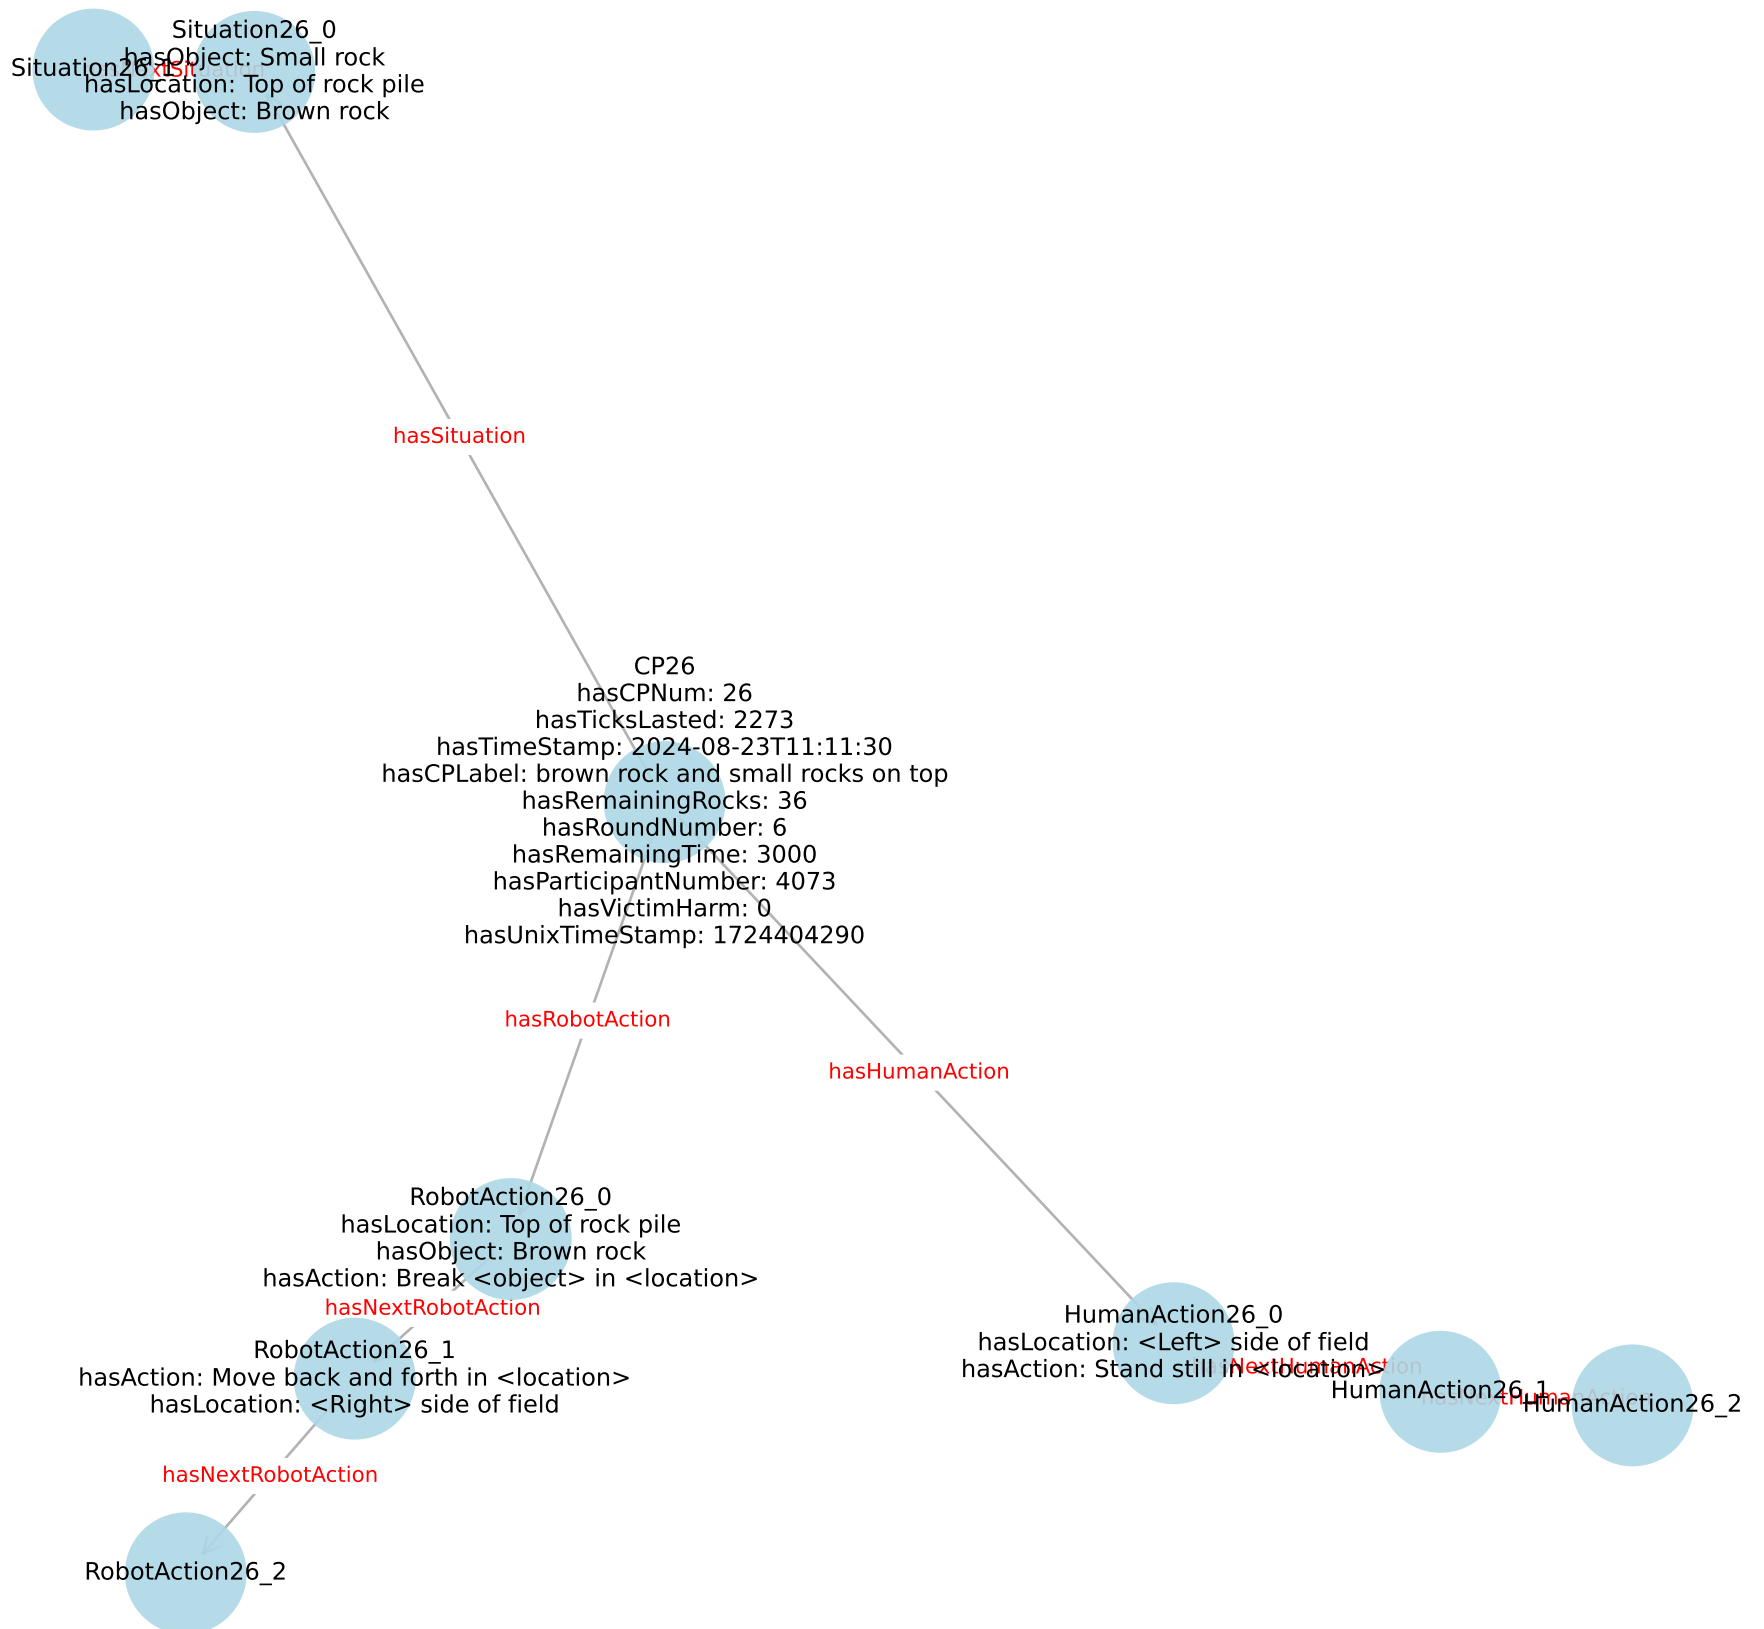 Situation26_0
hasObject: Small rock
hasLocation: Top of rock pile
hasObject: Brown rock
Situation26_1
hasSituation
CP26
hasCPNum: 26
hasTicksLasted: 2273
hasTimeStamp: 2024-08-23T11:11:30
hasCPLabel: brown rock and small rocks on top
hasRemainingRocks: 36
hasRoundNumber: 6
hasRemainingTime: 3000
hasParticipantNumber: 4073
hasVictimHarm: 0
hasUnixTimeStamp: 1724404290
hasRobotAction
hasHumanAction
RobotAction26_0
hasLocation: Top of rock pile
hasObject: Brown rock
hasAction: Break <object> in <location>
hasNextRobotAction
RobotAction26_1
hasAction: Move back and forth in <location>
hasLocation: <Right> side of field
hasNextRobotAction
RobotAction26_2
HumanAction26_0
hasLocation: <Left> side of field
hasAction: Stand still in <location>
hasNextHumanAction
HumanAction26_1
hasNextHumanAction
HumanAction26_2